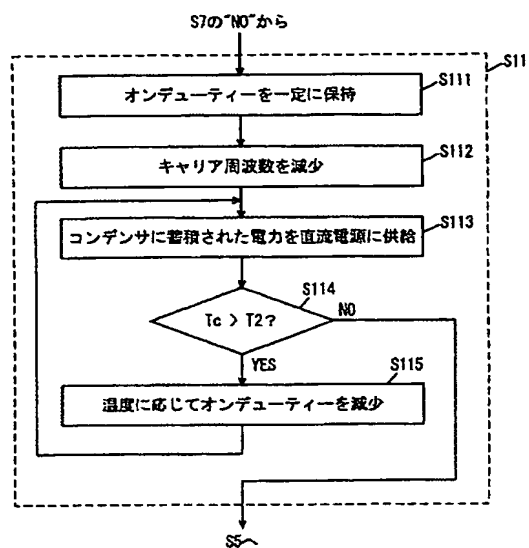 S7の"NO"から
S11
オンデューティーを一定に保持
S111
キャリア周波数を減少
S112
コンデンサに蓄積された電力を直流電源に供給
S113
Tc > T2?
S114
NO
YES
温度に応じてオンデューティーを減少
S115
S5へ